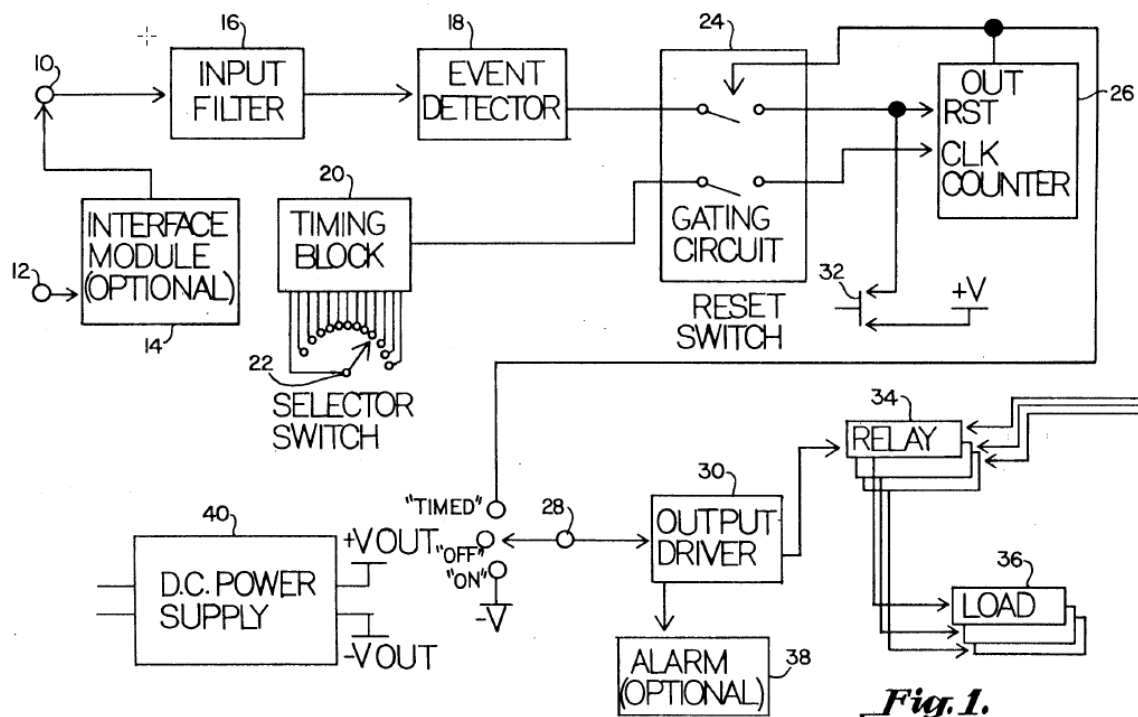 10
16
INPUT
FILTER
18
EVENT
DETECTOR
24
GATING
CIRCUIT
OUT
RST
CLK
COUNTER
26
12
INTERFACE
MODULE
(OPTIONAL)
14
20
TIMING
BLOCK
22
SELECTOR
SWITCH
RESET
SWITCH
32
+V
"TIMED"
"OFF"
"ON"
-V
28
30
OUTPUT
DRIVER
34
RELAY
36
LOAD
40
D.C. POWER
SUPPLY
+VOUT
-VOUT
ALARM
(OPTIONAL)
38
Fig. 1.